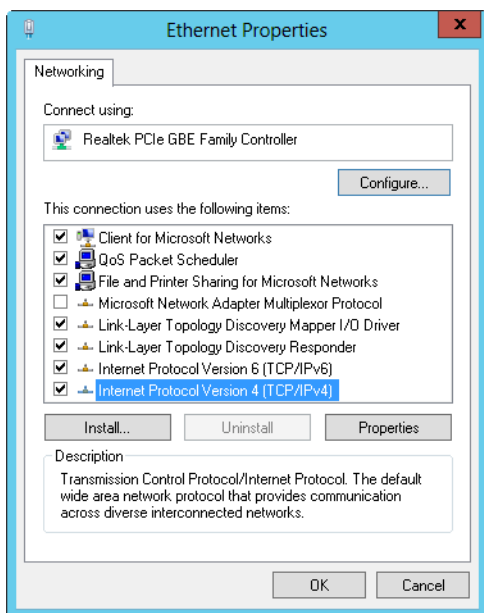 Ethernet Properties
x
Networking
Connect using:
Realtek PCIe GBE Family Controller
Configure...
This connection uses the following items:
Client for Microsoft Networks
QoS Packet Scheduler
File and Printer Sharing for Microsoft Networks
Microsoft Network Adapter Multiplexor Protocol
Link-Layer Topology Discovery Mapper I/O Driver
Link-Layer Topology Discovery Responder
Internet Protocol Version 6 (TCP/IPv6)
Internet Protocol Version 4 (TCP/IPv4)
Install... Uninstall Properties
Description
Transmission Control Protocol/Internet Protocol. The default
wide area network protocol that provides communication
across diverse interconnected networks.
OK Cancel